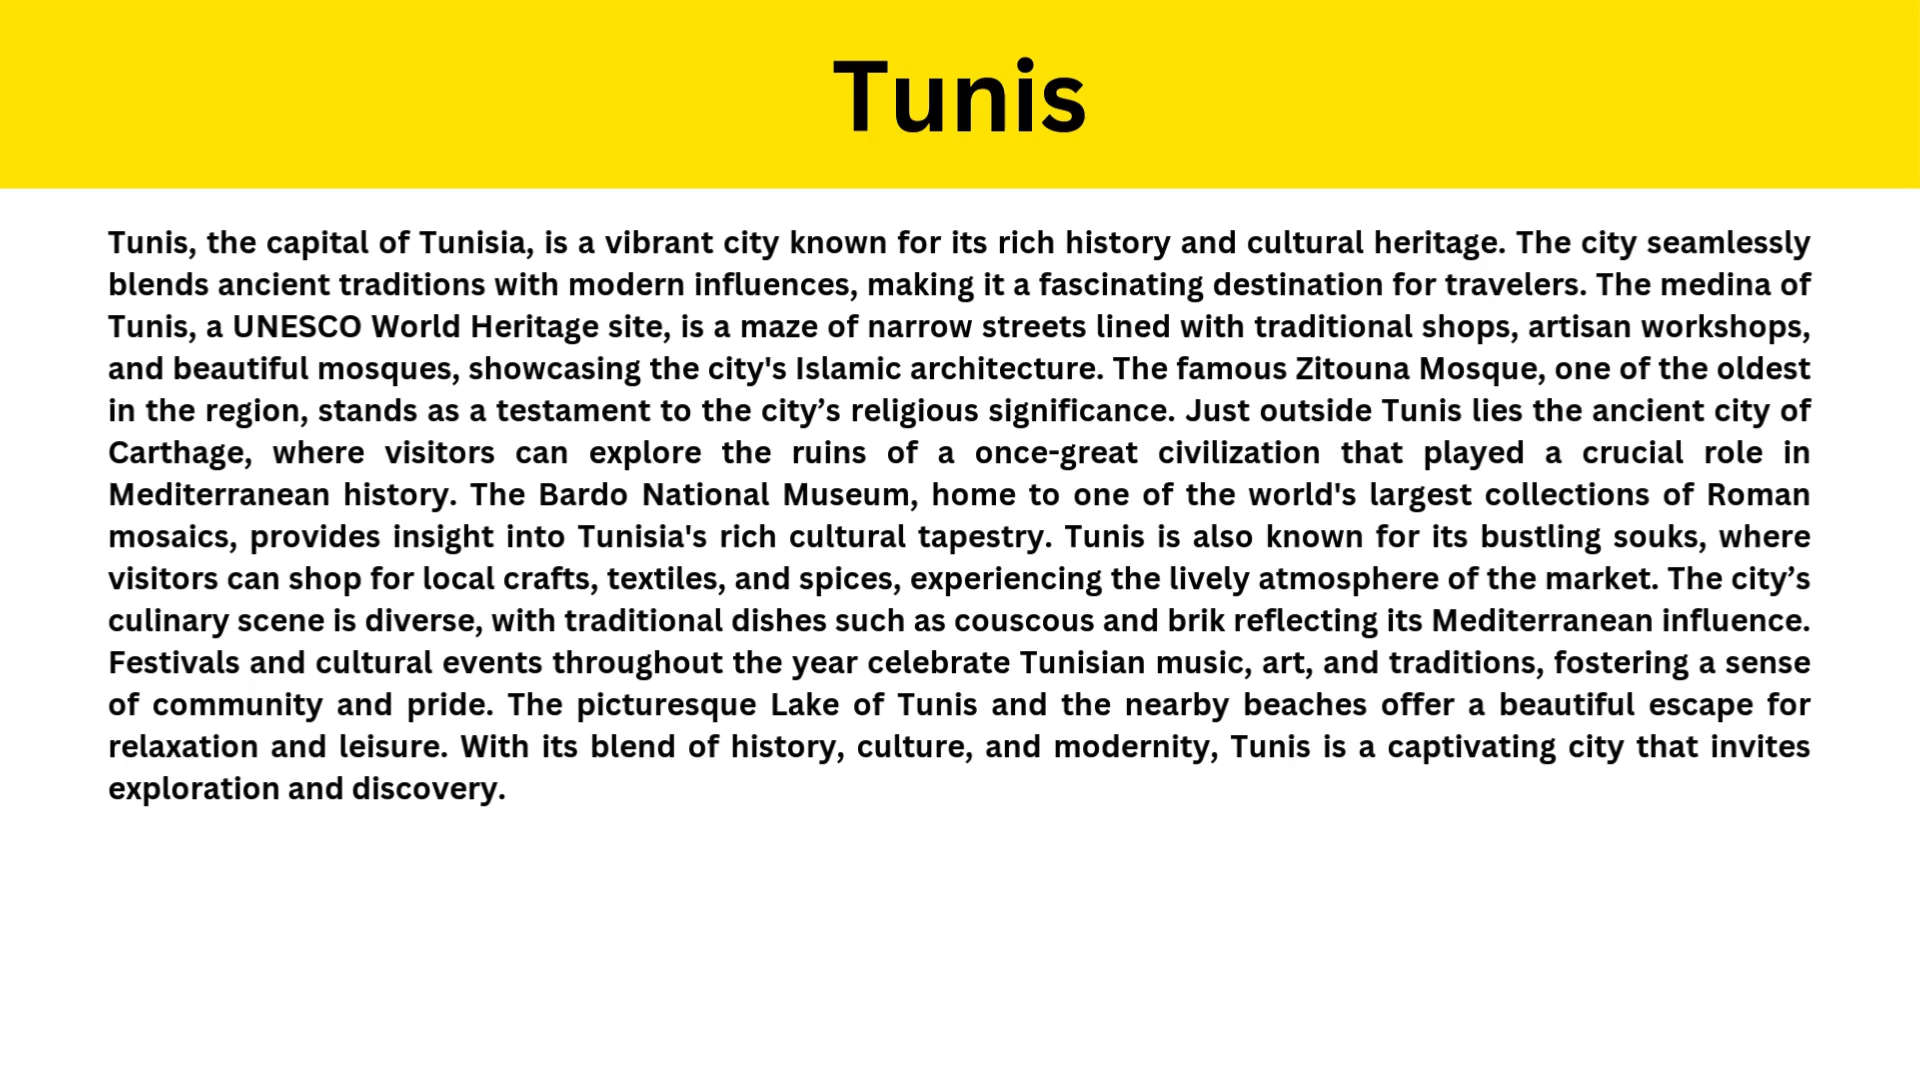 Tunis
Tunis, the capital of Tunisia, is a vibrant city known for its rich history and cultural heritage. The city seamlessly
blends ancient traditions with modern influences, making it a fascinating destination for travelers. The medina of
Tunis, a UNESCO World Heritage site, is a maze of narrow streets lined with traditional shops, artisan workshops,
and beautiful mosques, showcasing the city's Islamic architecture. The famous Zitouna Mosque, one of the oldest
in the region, stands as a testament to the city’s religious significance. Just outside Tunis lies the ancient city of
Carthage, where visitors can explore the ruins of a once-great civilization that played a crucial role in
Mediterranean history. The Bardo National Museum, home to one of the world's largest collections of Roman
mosaics, provides insight into Tunisia's rich cultural tapestry. Tunis is also known for its bustling souks, where
visitors can shop for local crafts, textiles, and spices, experiencing the lively atmosphere of the market. The city’s
culinary scene is diverse, with traditional dishes such as couscous and brik reflecting its Mediterranean influence.
Festivals and cultural events throughout the year celebrate Tunisian music, art, and traditions, fostering a sense
of community and pride. The picturesque Lake of Tunis and the nearby beaches offer a beautiful escape for
relaxation and leisure. With its blend of history, culture, and modernity, Tunis is a captivating city that invites
exploration and discovery.